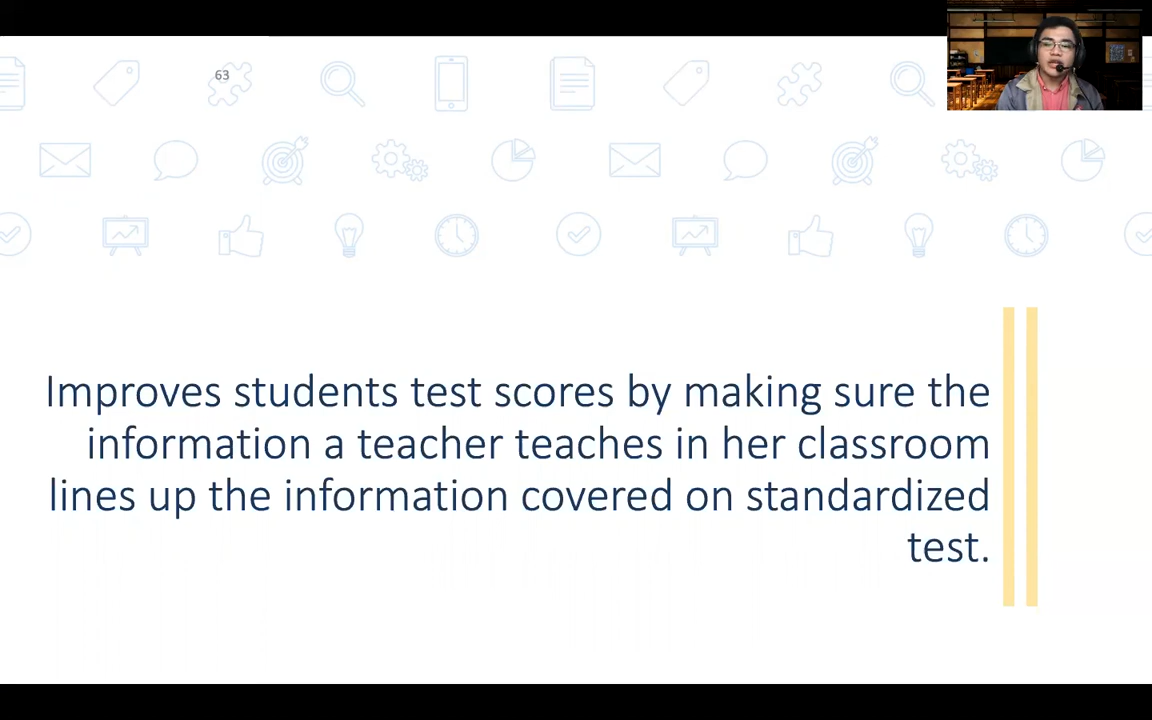 63
Improves students test scores by making sure the
information a teacher teaches in her classroom
lines up the information covered on standardized
test.